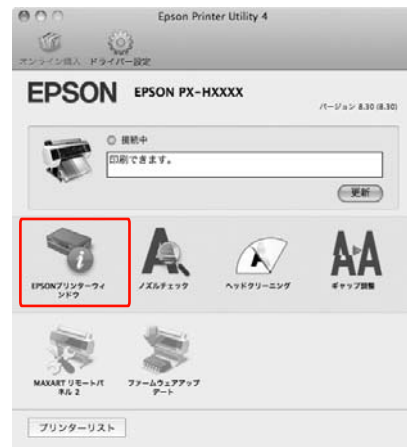 Epson Printer Utility 4
オンライン購入 ドライバー設定
EPSON EPSON PX-HXXXX
バージョン 8.30 (8.30)
接続中
印刷できます。
更新
EPSONプリンターウィ
ンドウ
ノズルチェック
ヘッドクリーニング
ギャップ調整
MAXART リモートパ
ネル 2
ファームウェアアップ
デート
プリンターリスト